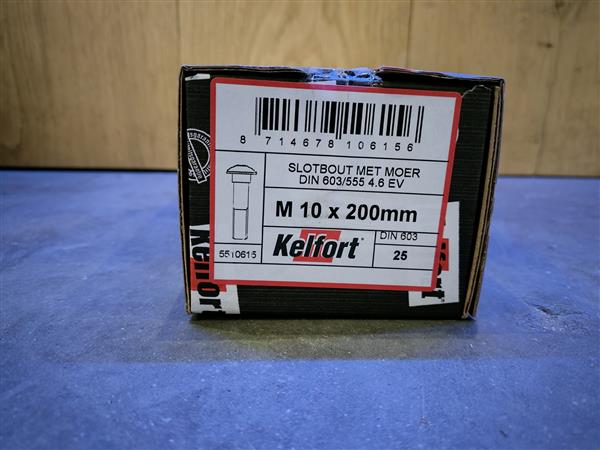 8 714678 106156
SLOTBOUT MET MOER
DIN 603/555 4.6 EV
M 10 x 200mm
5510615
Kelfort
DIN 603
25
Kelfort